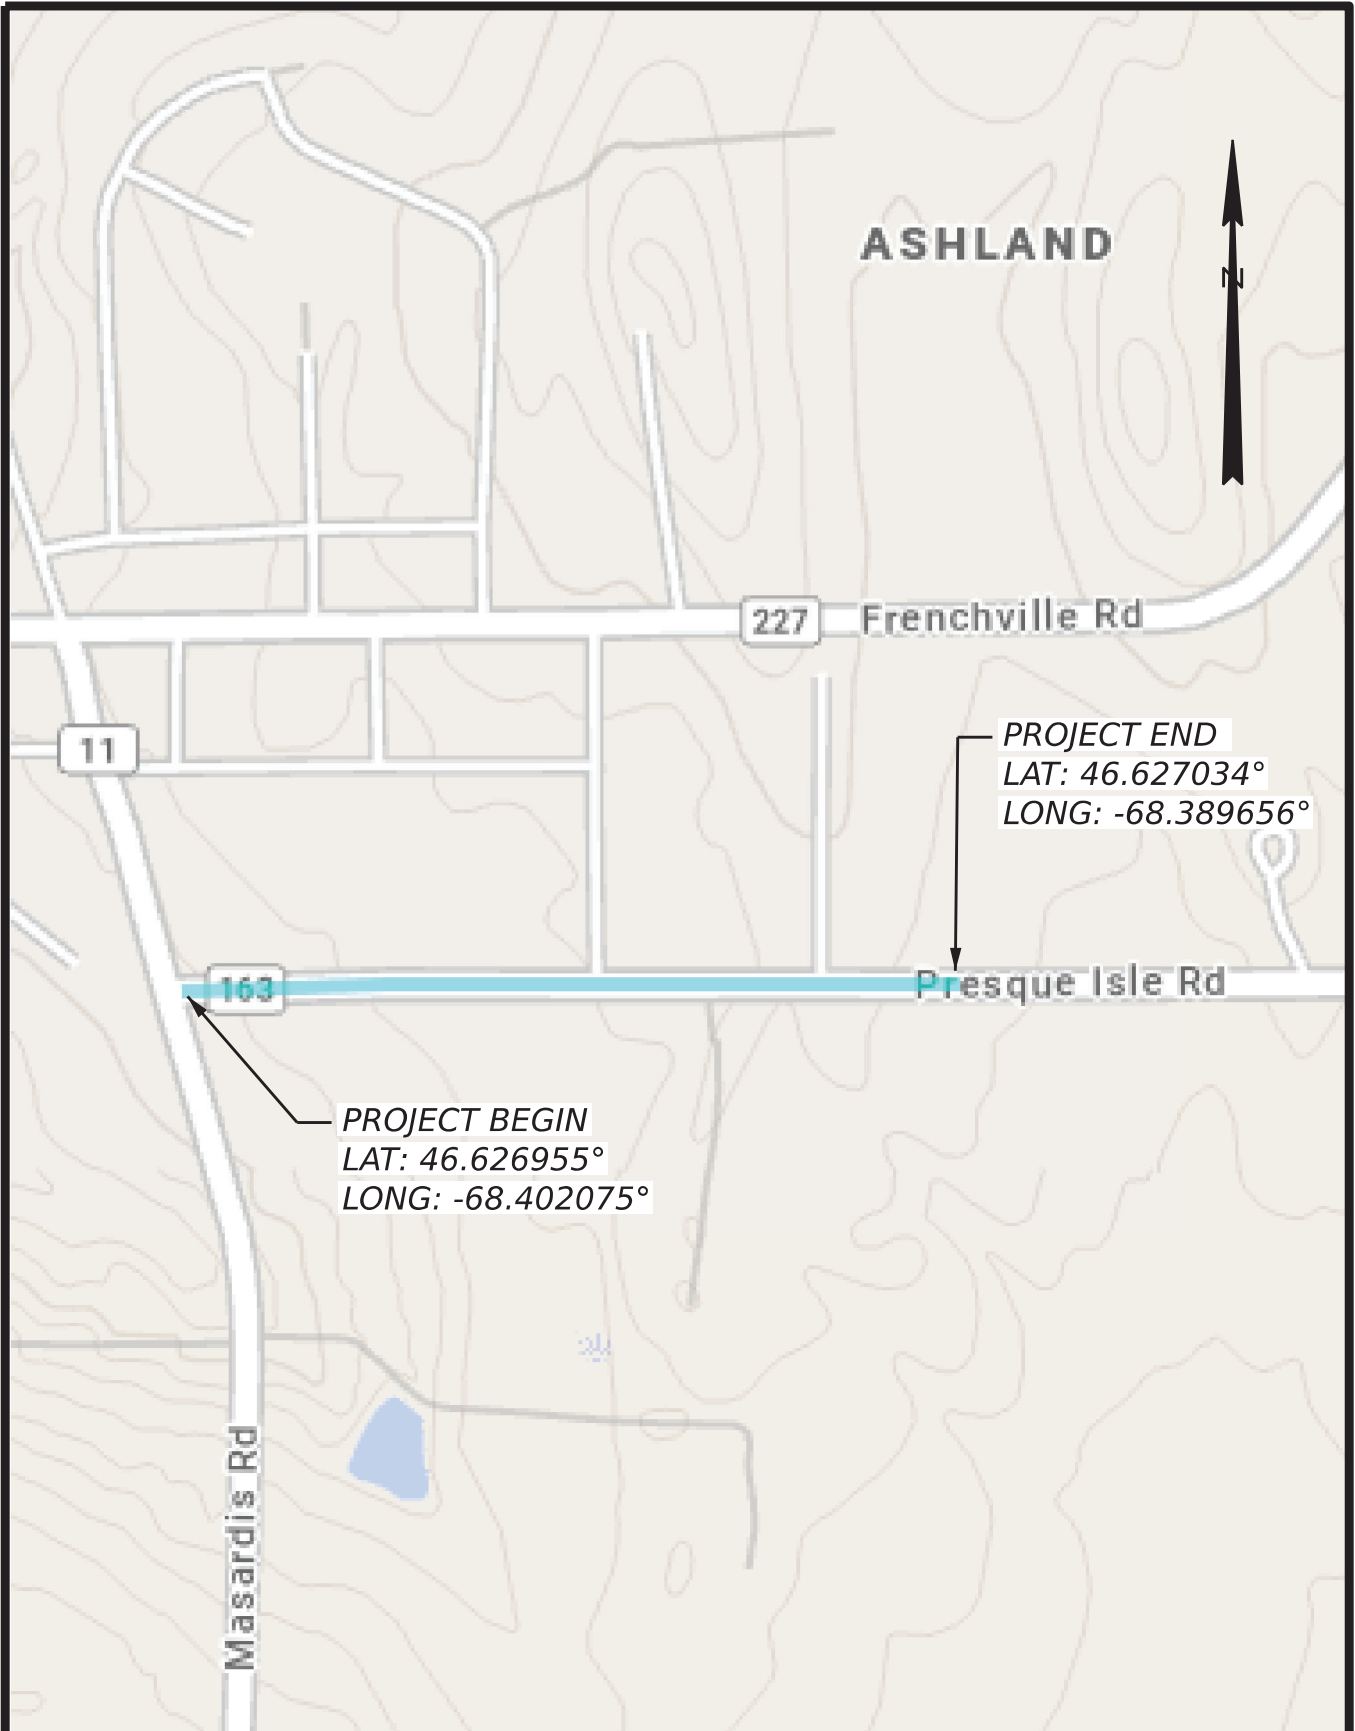 ASHLAND
N
227
Frenchville Rd
11
PROJECT END
LAT: 46.627034°
LONG: -68.389656°
163
Presque Isle Rd
PROJECT BEGIN
LAT: 46.626955°
LONG: -68.402075°
Masardis Rd